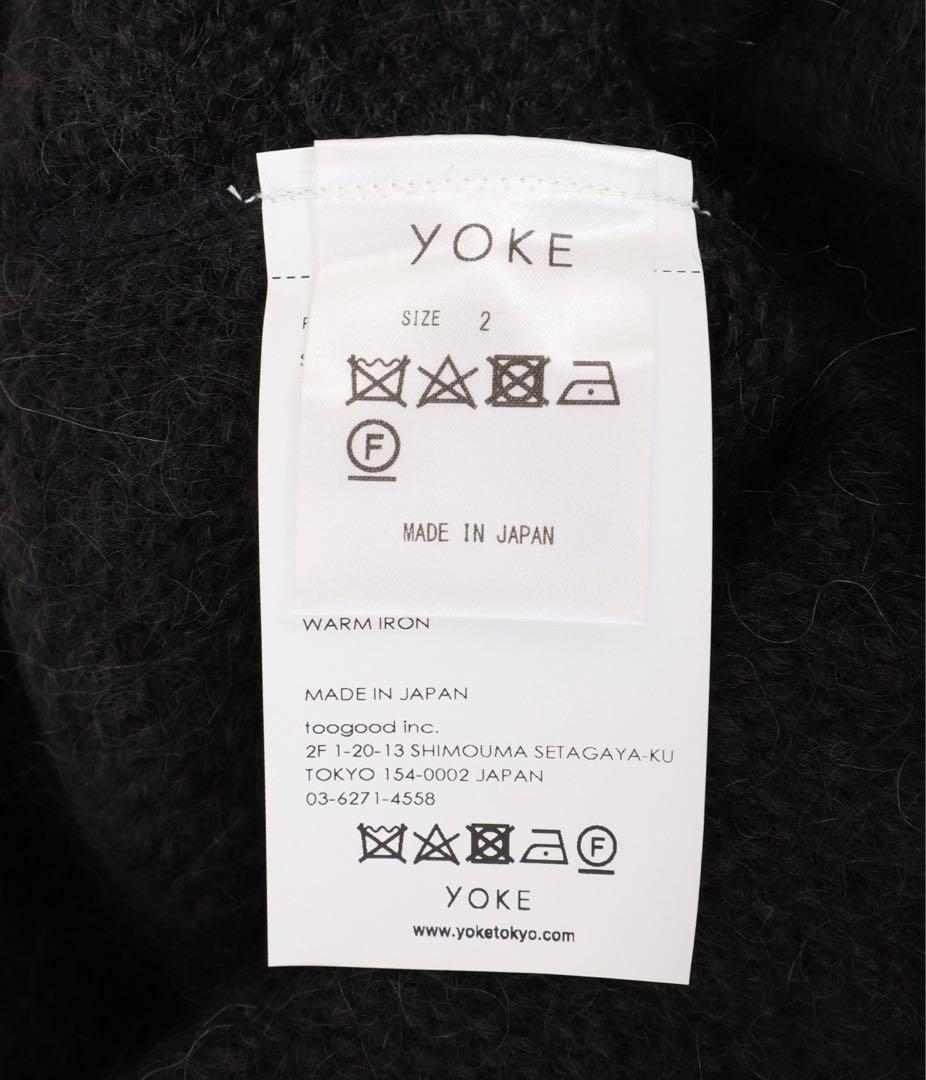 YOKE
SIZE 2
F
MADE IN JAPAN
WARM IRON
MADE IN JAPAN
toogood inc.
2F 1-20-13 SHIMOUMA SETAGAYA-KU
TOKYO 154-0002 JAPAN
03-6271-4558
F
YOKE
www.yoketokyo.com